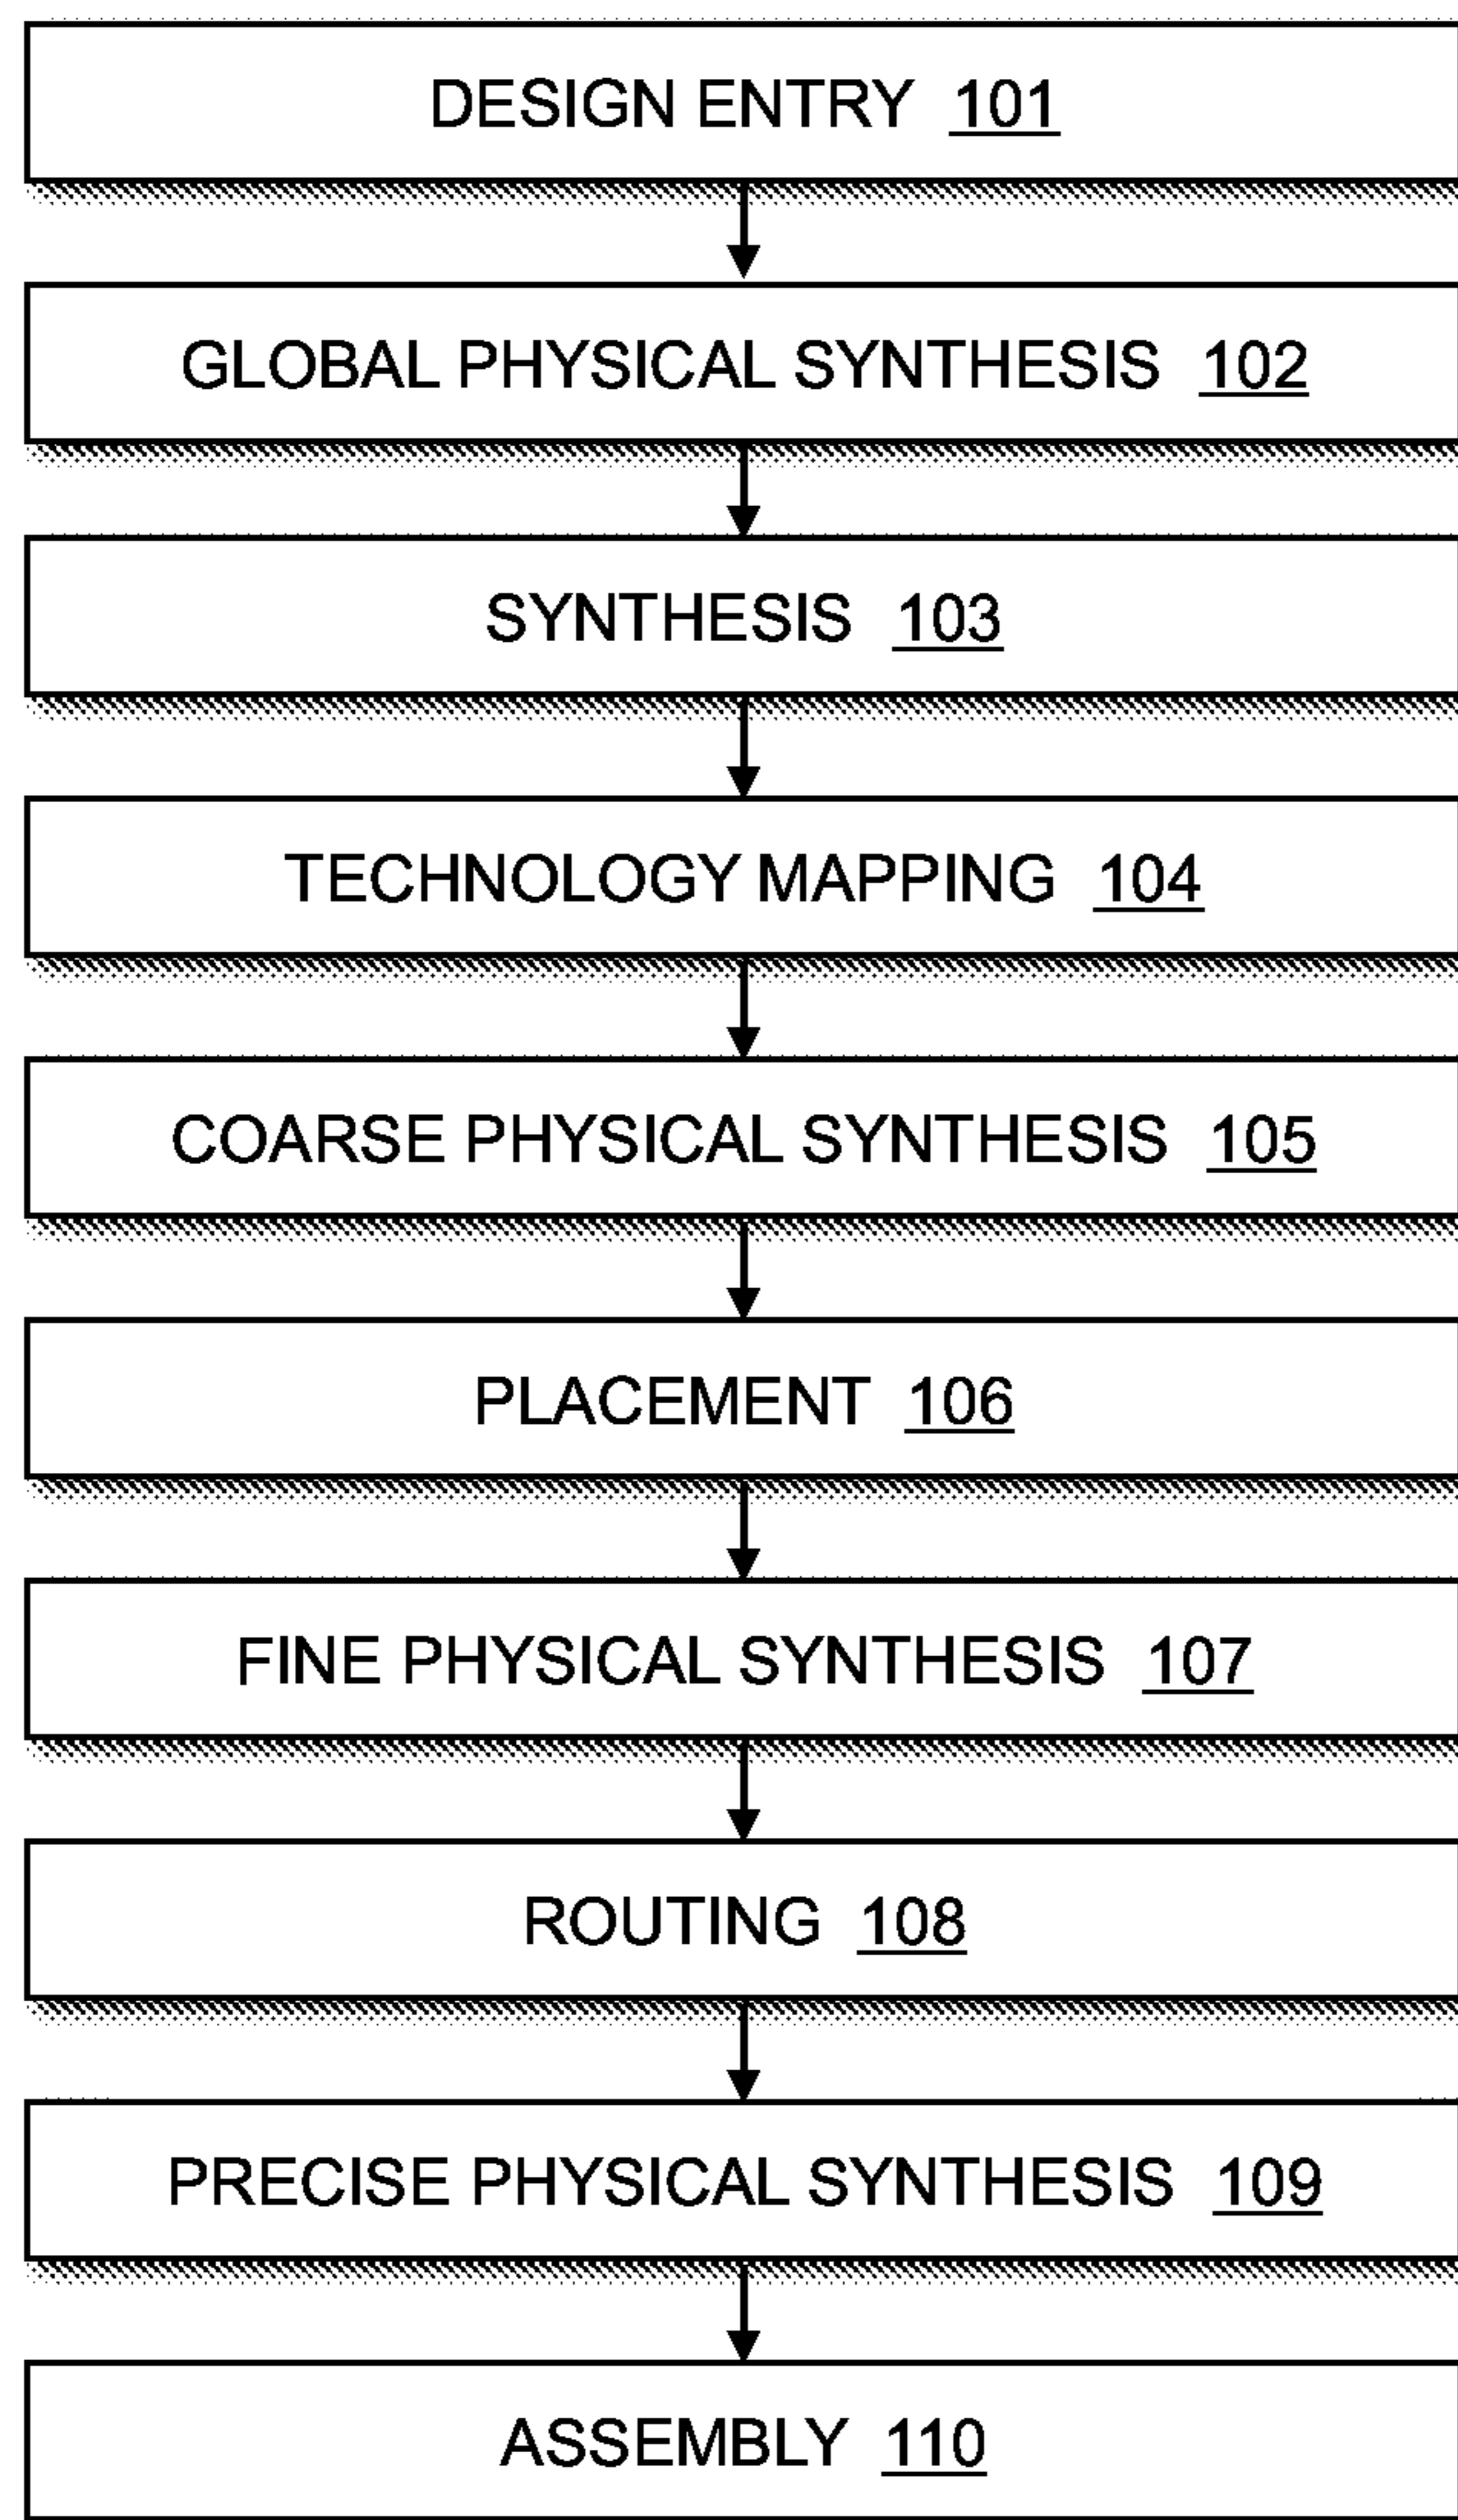 DESIGN ENTRY 101
GLOBAL PHYSICAL SYNTHESIS 102
SYNTHESIS 103
TECHNOLOGY MAPPING 104
COARSE PHYSICAL SYNTHESIS 105
PLACEMENT 106
FINE PHYSICAL SYNTHESIS 107
ROUTING 108
PRECISE PHYSICAL SYNTHESIS 109
ASSEMBLY 110